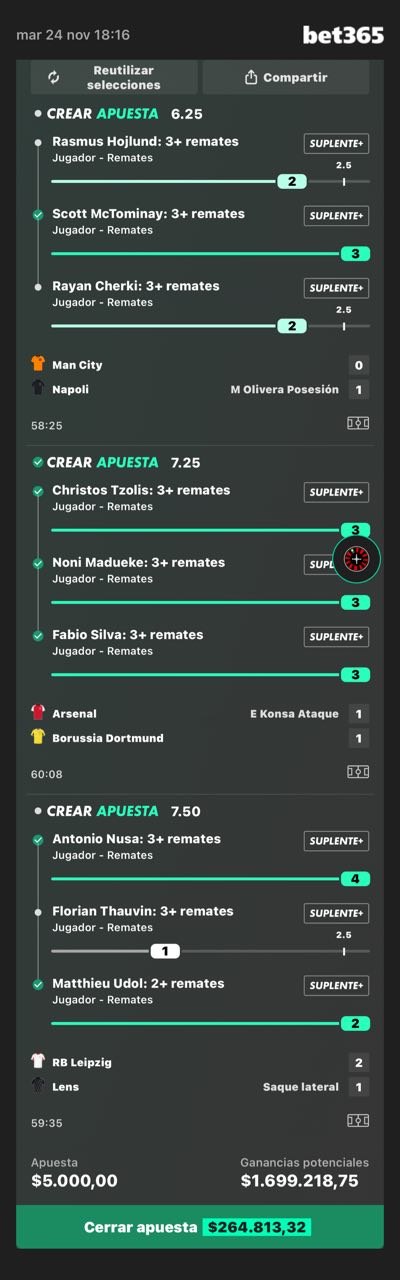 mar 24 nov 18:16
bet365
Reutilizar
selecciones
Compartir
CREAR APUESTA 6.25
Rasmus Hojlund: 3+ remates SUPLENTE+
Jugador - Remates
2.5
2
Scott McTominay: 3+ remates SUPLENTE+
Jugador - Remates
3
Rayan Cherki: 3+ remates SUPLENTE+
Jugador - Remates
2.5
2
Man City 0
Napoli M Olivera Posesión 1
58:25
CREAR APUESTA 7.25
Christos Tzolis: 3+ remates SUPLENTE+
Jugador - Remates
3
Noni Madueke: 3+ remates
Jugador - Remates
3
Fabio Silva: 3+ remates SUPLENTE+
Jugador - Remates
3
Arsenal E Konsa Ataque 1
Borussia Dortmund 1
60:08
CREAR APUESTA 7.50
Antonio Nusa: 3+ remates SUPLENTE+
Jugador - Remates
4
Florian Thauvin: 3+ remates SUPLENTE+
Jugador - Remates
2.5
1
Matthieu Udol: 2+ remates SUPLENTE+
Jugador - Remates
2
RB Leipzig 2
Lens Saque lateral 1
59:35
Apuesta Ganancias potenciales
$5.000,00 $1.699.218,75
Cerrar apuesta $264.813,32